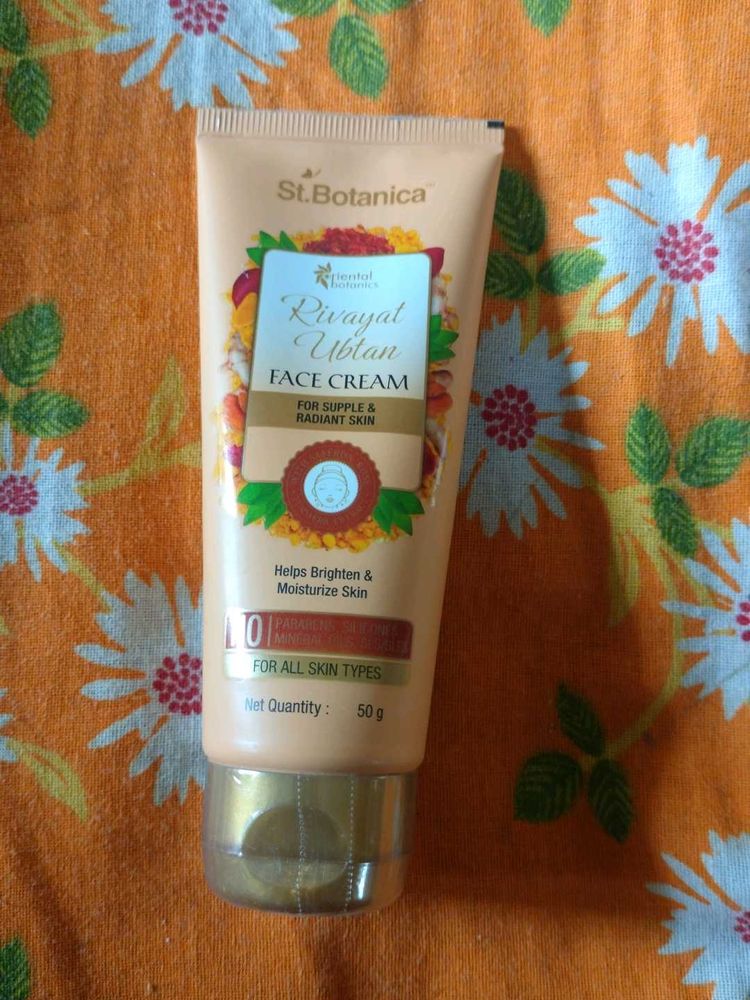 St.Botanica
Oriental
botanics
Rivayat
Ubtan
FACE CREAM
FOR SUPPLE &
RADIANT SKIN
Helps Brighten &
Moisturize Skin
NO
PARABENS, SILICONES
MINERAL OILS,
FOR ALL SKIN TYPES
Net Quantity : 50 g